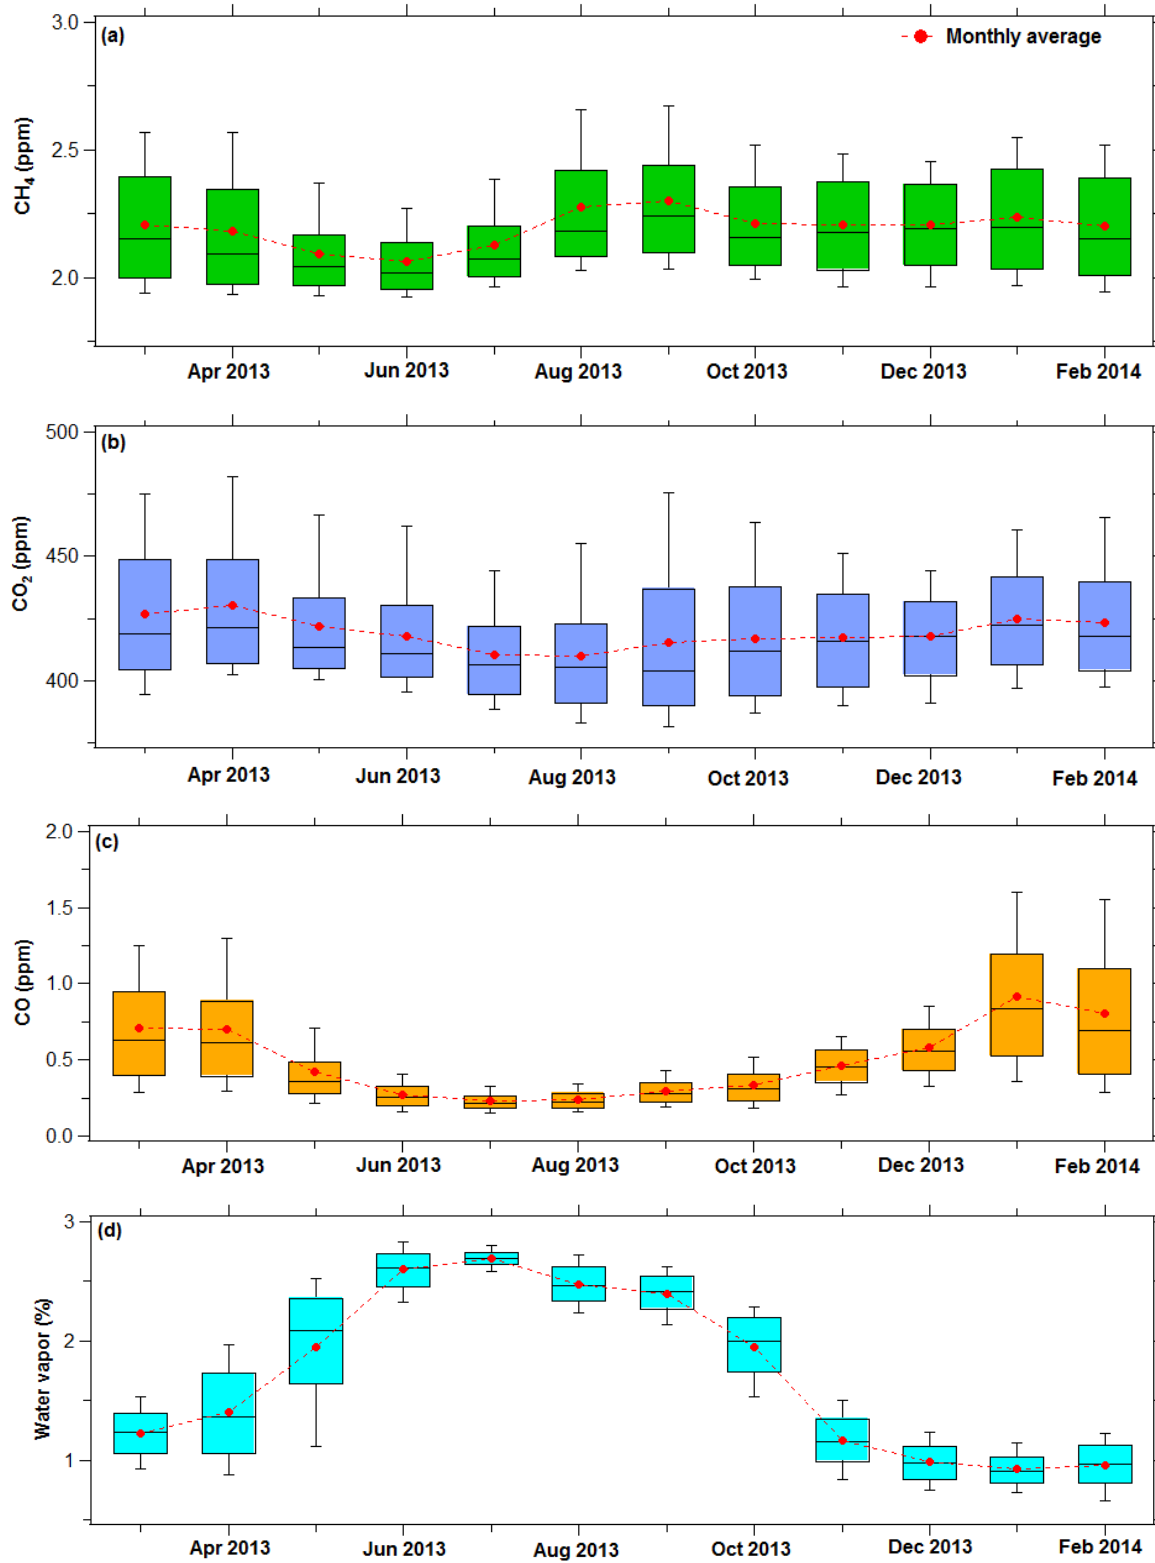 (a)
Monthly average
3.0
2.5
2.0
CH₄ (ppm)
Apr 2013 Jun 2013 Aug 2013 Oct 2013 Dec 2013 Feb 2014
(b)
500
450
400
CO₂ (ppm)
Apr 2013 Jun 2013 Aug 2013 Oct 2013 Dec 2013 Feb 2014
(c)
2.0
1.5
1.0
0.5
0.0
CO (ppm)
Apr 2013 Jun 2013 Aug 2013 Oct 2013 Dec 2013 Feb 2014
(d)
3
2
1
Water vapor (%)
Apr 2013 Jun 2013 Aug 2013 Oct 2013 Dec 2013 Feb 2014